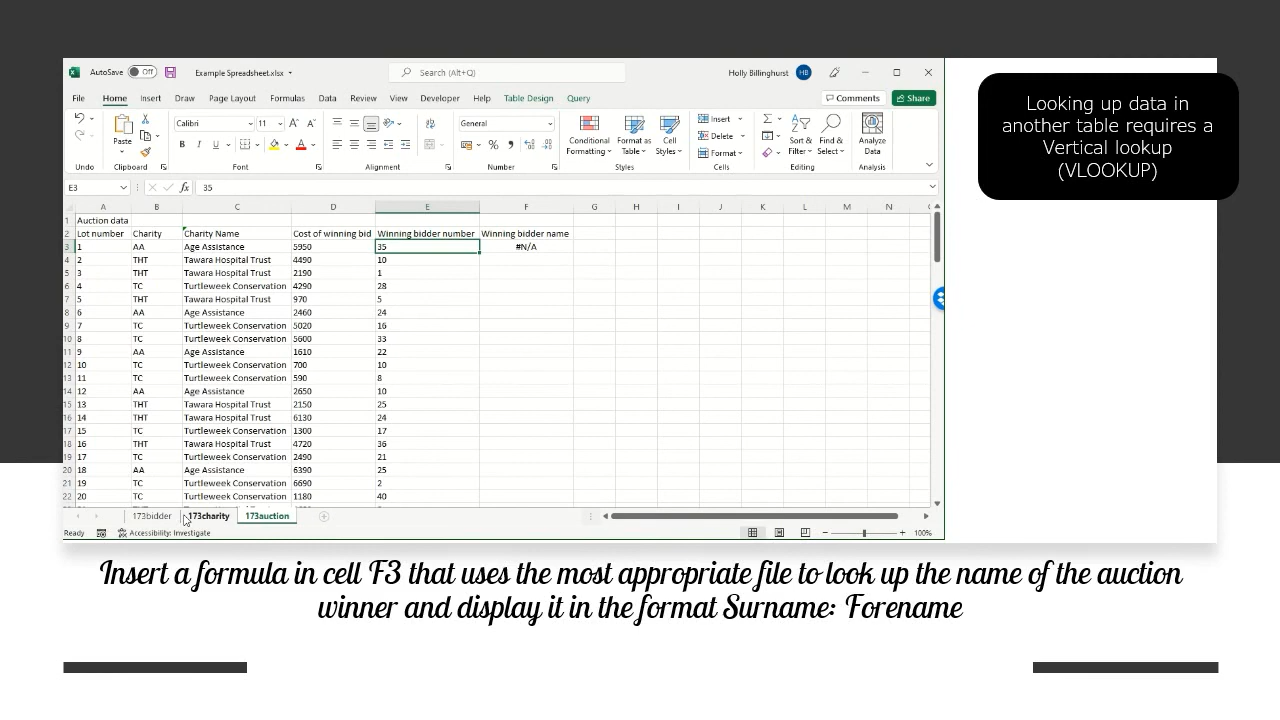 AutoSave Off Example Spreadsheet.xlsx Search (Alt+Q) Holly Billinghurst HB
File Home Insert Draw Page Layout Formulas Data Review View Developer Help Table Design Query Comments Share
Paste Calibri 11 General Conditional Formatting Format as Table Cell Styles Insert Delete Format Sort & Filter Find & Select Analyze Data
Undo Clipboard Font Alignment Number Styles Cells Editing Analysis
E3 fx 35
A B C D E F G H I J K L M N
1 Auction data
2 Lot number Charity Charity Name Cost of winning bid Winning bidder number Winning bidder name
3 1 AA Age Assistance 5950 35 #N/A
4 2 THT Tawara Hospital Trust 4490 10
5 3 THT Tawara Hospital Trust 2190 1
6 4 TC Turtleweek Conservation 4290 28
7 5 THT Tawara Hospital Trust 970 5
8 6 AA Age Assistance 2460 24
9 7 TC Turtleweek Conservation 5020 16
10 8 TC Turtleweek Conservation 5600 33
11 9 AA Age Assistance 1610 22
12 10 TC Turtleweek Conservation 700 10
13 11 TC Turtleweek Conservation 590 8
14 12 AA Age Assistance 2650 10
15 13 THT Tawara Hospital Trust 2150 25
16 14 THT Tawara Hospital Trust 6130 24
17 15 TC Turtleweek Conservation 1300 17
18 16 THT Tawara Hospital Trust 4720 36
19 17 TC Turtleweek Conservation 2490 21
20 18 AA Age Assistance 6390 25
21 19 TC Turtleweek Conservation 6690 2
22 20 TC Turtleweek Conservation 1180 40
173bidder 173charity 173auction
Ready Accessibility: Investigate 100%
Looking up data in
another table requires a
Vertical lookup
(VLOOKUP)
Insert a formula in cell F3 that uses the most appropriate file to look up the name of the auction
winner and display it in the format Surname: Forename